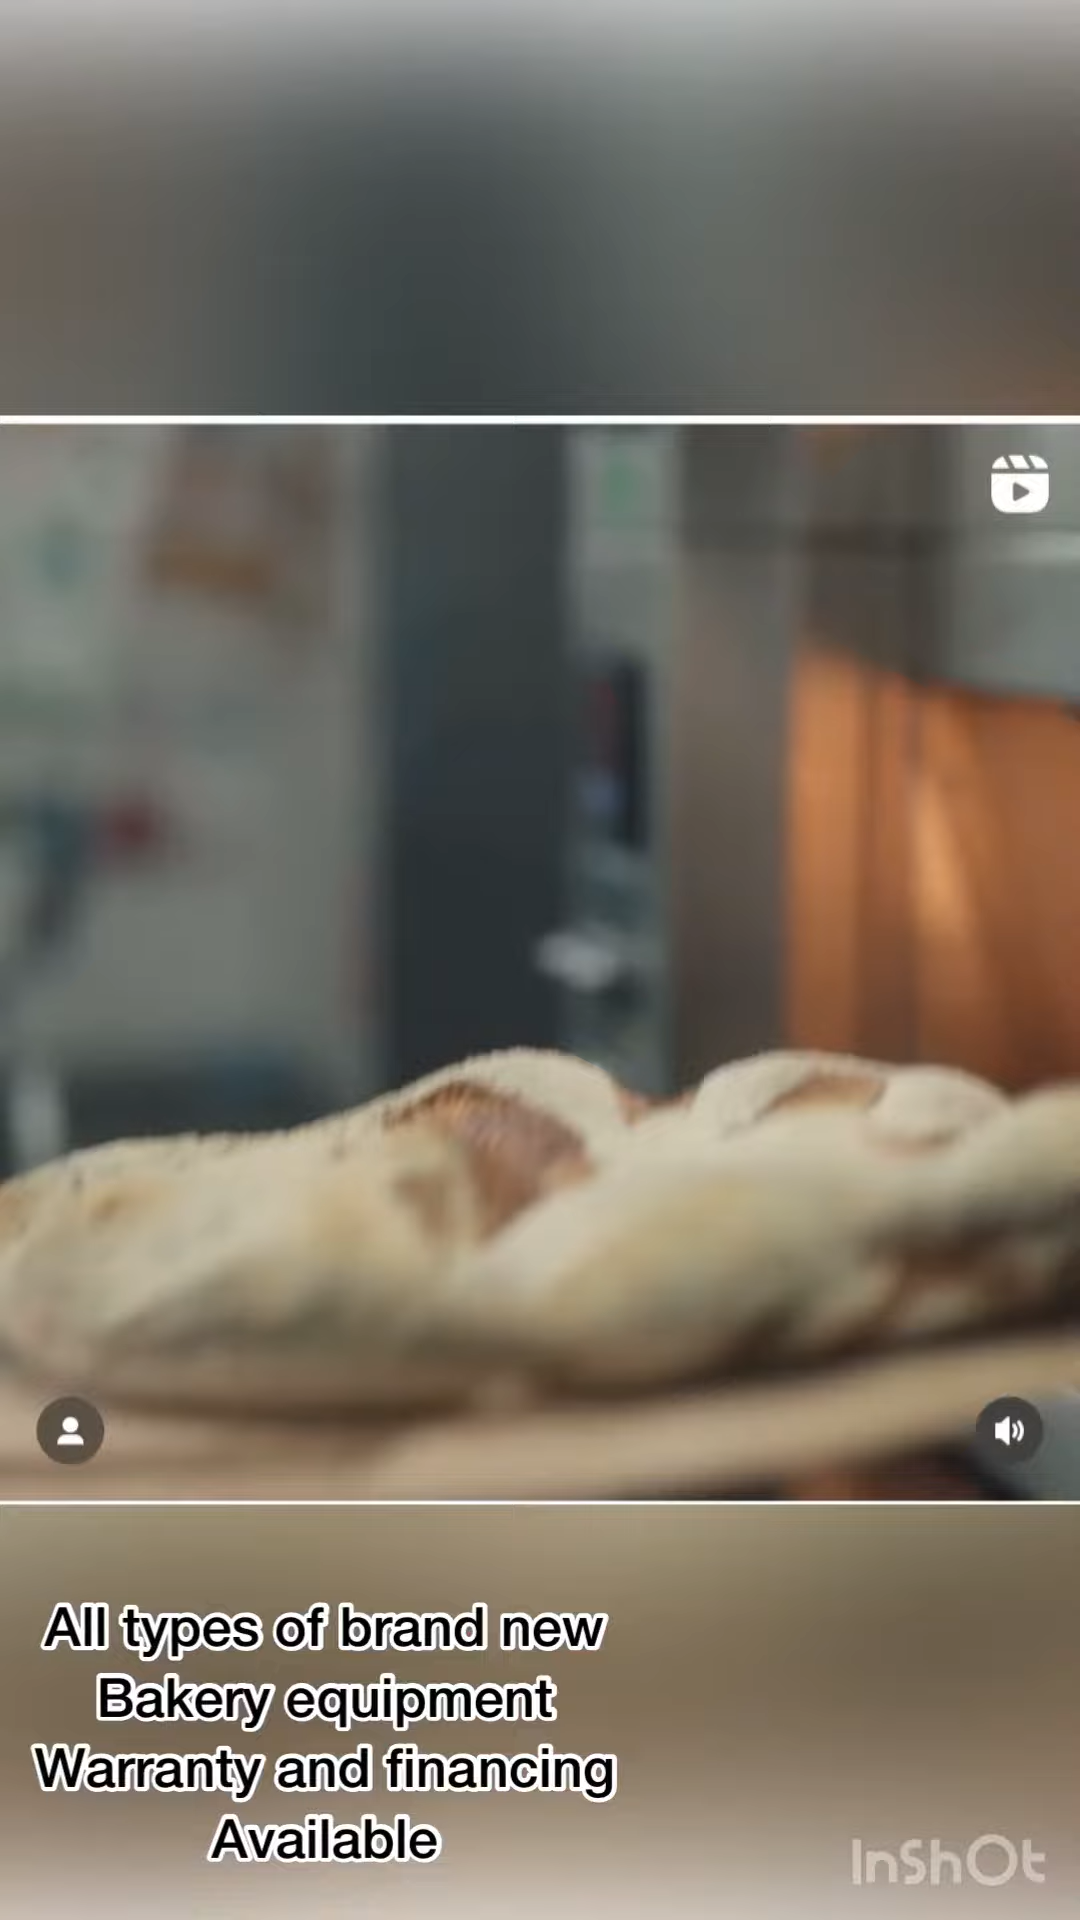 All types of brand new
Bakery equipment
Warranty and financing
Available
InShOt